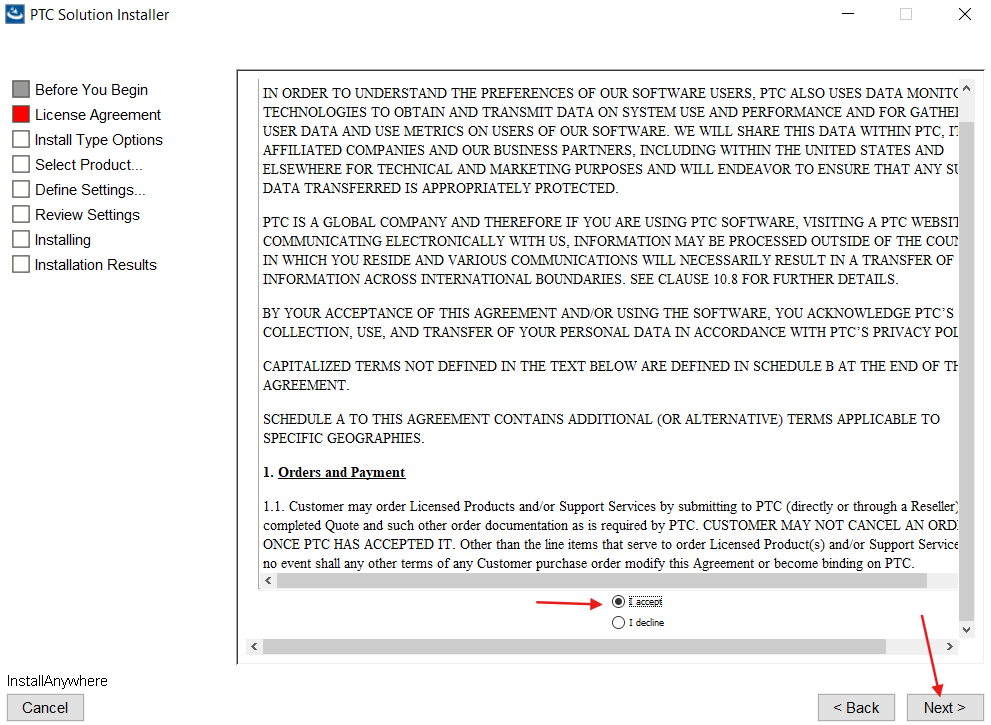 PTC Solution Installer
Before You Begin
License Agreement
Install Type Options
Select Product...
Define Settings...
Review Settings
Installing
Installation Results
IN ORDER TO UNDERSTAND THE PREFERENCES OF OUR SOFTWARE USERS, PTC ALSO USES DATA MONITO
TECHNOLOGIES TO OBTAIN AND TRANSMIT DATA ON SYSTEM USE AND PERFORMANCE AND FOR GATHE
USER DATA AND USE METRICS ON USERS OF OUR SOFTWARE. WE WILL SHARE THIS DATA WITHIN PTC,
AFFILIATED COMPANIES AND OUR BUSINESS PARTNERS, INCLUDING WITHIN THE UNITED STATES AND
ELSEWHERE FOR TECHNICAL AND MARKETING PURPOSES AND WILL ENDEAVOR TO ENSURE THAT ANY SU
DATA TRANSFERRED IS APPROPRIATELY PROTECTED.
PTC IS A GLOBAL COMPANY AND THEREFORE IF YOU ARE USING PTC SOFTWARE, VISITING A PTC WEBSIT
COMMUNICATING ELECTRONICALLY WITH US, INFORMATION MAY BE PROCESSED OUTSIDE OF THE COU
IN WHICH YOU RESIDE AND VARIOUS COMMUNICATIONS WILL NECESSARILY RESULT IN A TRANSFER OF
INFORMATION ACROSS INTERNATIONAL BOUNDARIES. SEE CLAUSE 10.8 FOR FURTHER DETAILS.
BY YOUR ACCEPTANCE OF THIS AGREEMENT AND/OR USING THE SOFTWARE, YOU ACKNOWLEDGE PTC’S
COLLECTION, USE, AND TRANSFER OF YOUR PERSONAL DATA IN ACCORDANCE WITH PTC’S PRIVACY POL
CAPITALIZED TERMS NOT DEFINED IN THE TEXT BELOW ARE DEFINED IN SCHEDULE B AT THE END OF TH
AGREEMENT.
SCHEDULE A TO THIS AGREEMENT CONTAINS ADDITIONAL (OR ALTERNATIVE) TERMS APPLICABLE TO
SPECIFIC GEOGRAPHIES.
1. Orders and Payment
1.1. Customer may order Licensed Products and/or Support Services by submitting to PTC (directly or through a Reseller)
completed Quote and such other order documentation as is required by PTC. CUSTOMER MAY NOT CANCEL AN ORD
ONCE PTC HAS ACCEPTED IT. Other than the line items that serve to order Licensed Product(s) and/or Support Service
no event shall any other terms of any Customer purchase order modify this Agreement or become binding on PTC.
I accept
I decline
InstallAnywhere
Cancel
< Back
Next >